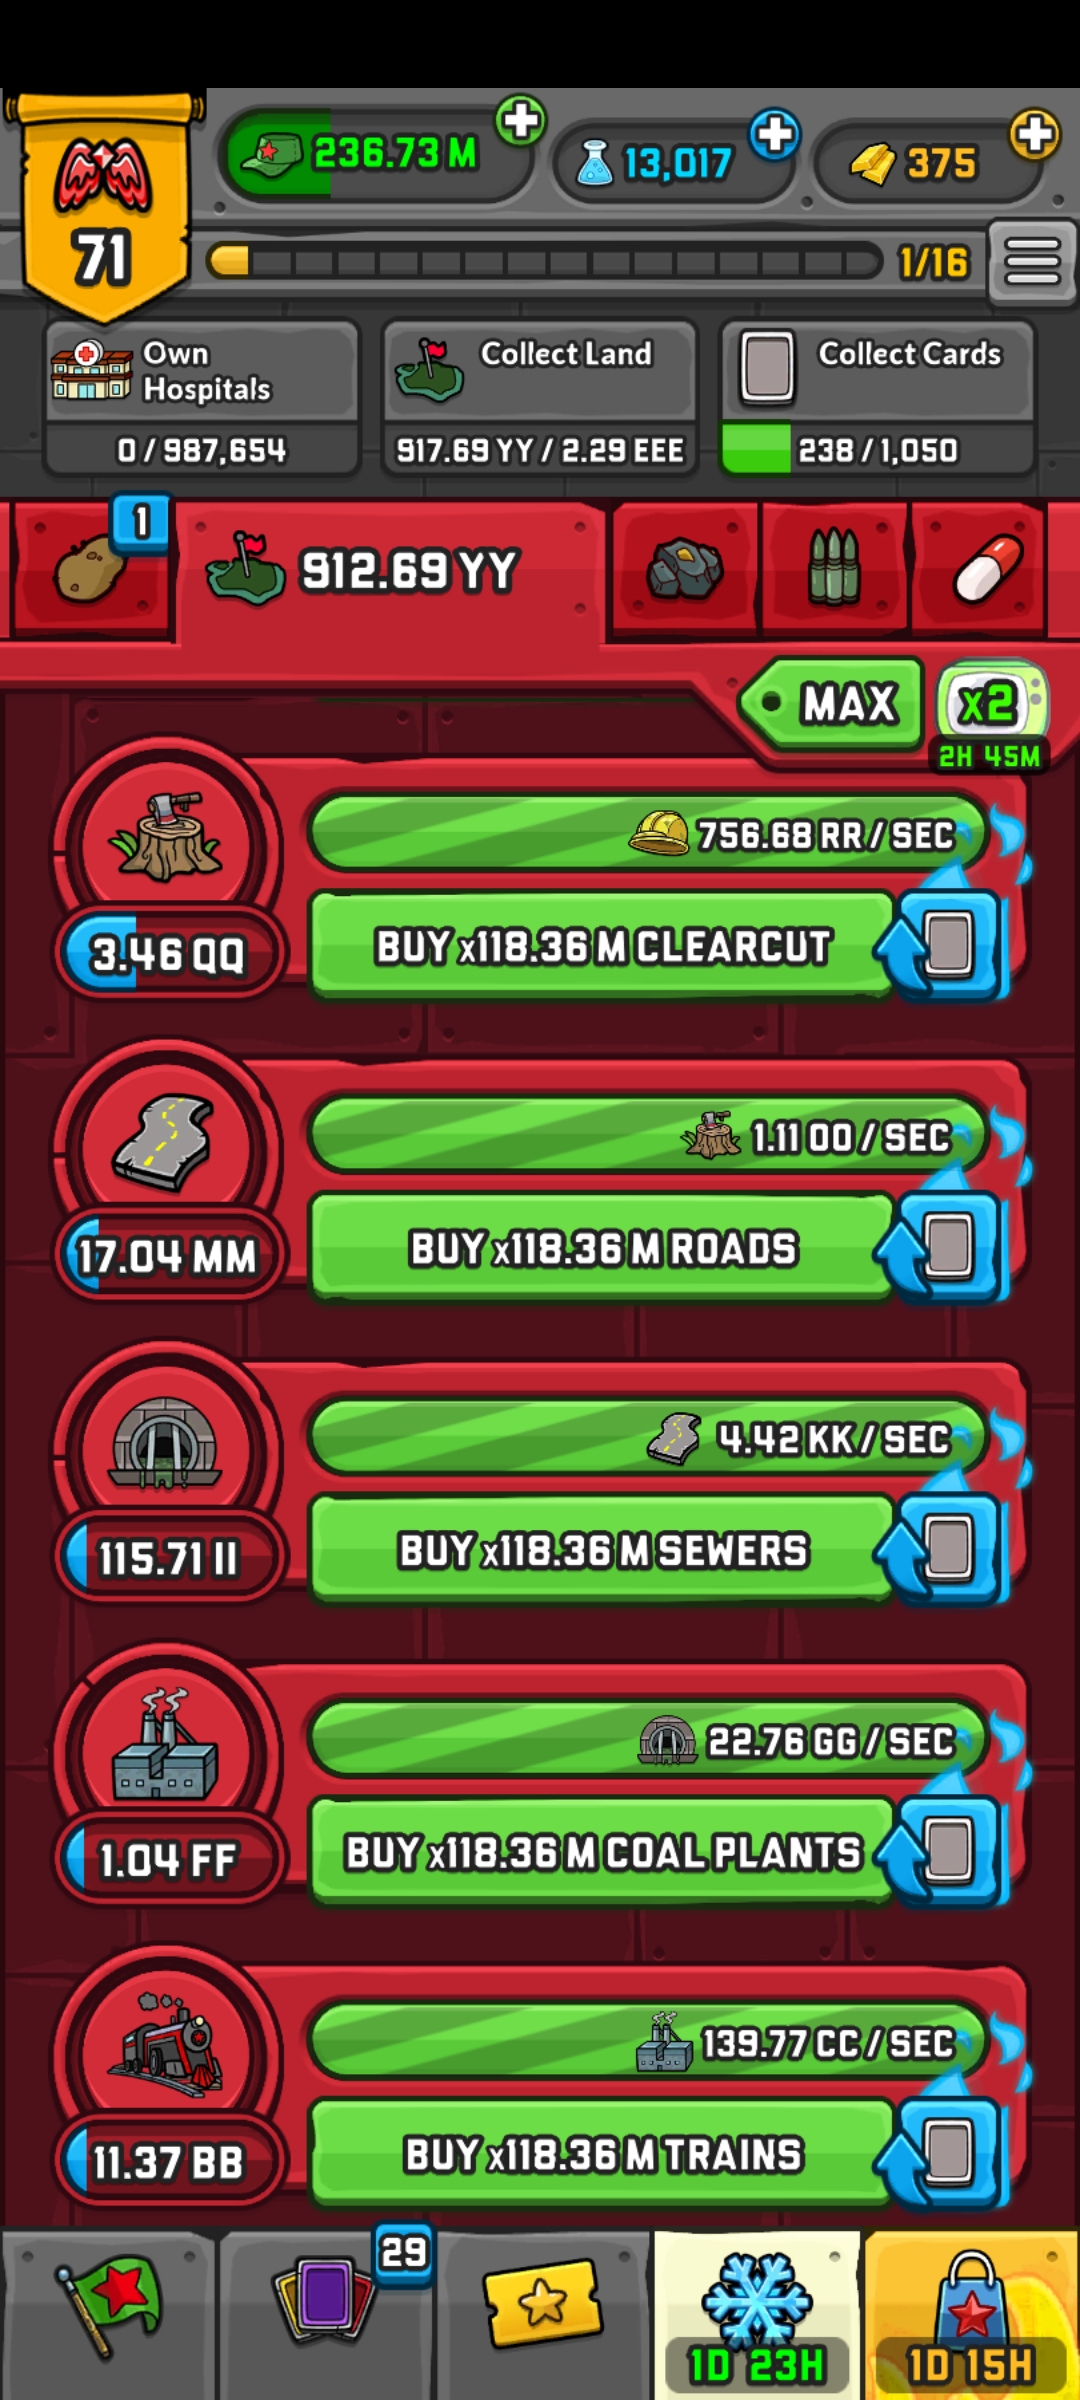 236.73 M
13,017
375
71
1/16
Own
Hospitals
Collect Land
Collect Cards
0 / 987,654
917.69 YY / 2.29 EEE
238 / 1,050
1
912.69 YY
MAX
x2
2H 45M
756.68 RR / SEC
3.46 QQ
BUY x118.36 M CLEARCUT
1.11 OO / SEC
17.04 MM
BUY x118.36 M ROADS
4.42 KK / SEC
115.71 II
BUY x118.36 M SEWERS
22.76 GG / SEC
1.04 FF
BUY x118.36 M COAL PLANTS
139.77 CC / SEC
11.37 BB
BUY x118.36 M TRAINS
29
1D 23H
1D 15H